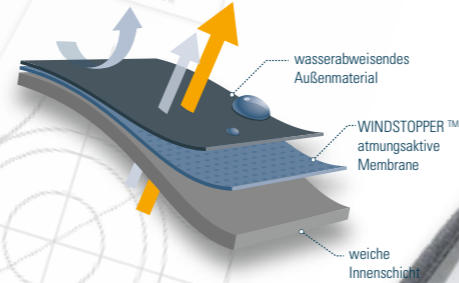 wasserabweisendes
Außenmaterial
WINDSTOPPER™
atmungsaktive
Membrane
weiche
Innenschicht